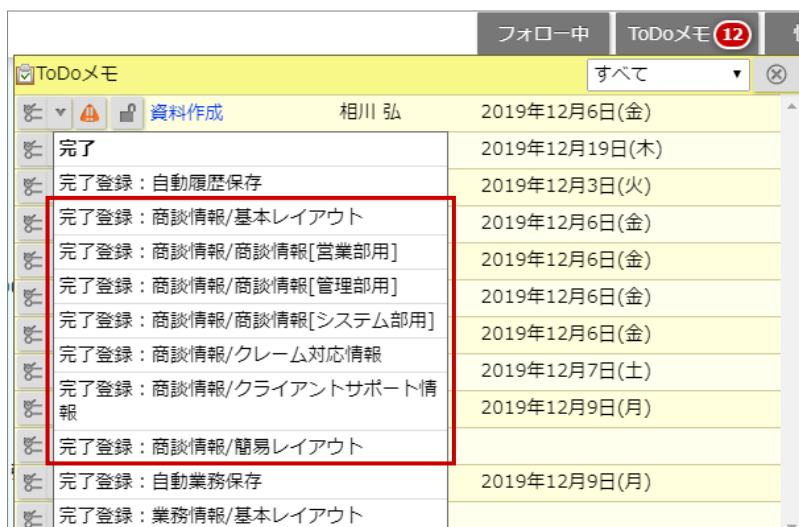 フォロー中 ToDoメモ 12
ToDoメモ すべて
資料作成 相川 弘 2019年12月6日(金)
完了 2019年12月19日(木)
完了登録：自動履歴保存 2019年12月3日(火)
完了登録：商談情報/基本レイアウト 2019年12月6日(金)
完了登録：商談情報/商談情報[営業部用] 2019年12月6日(金)
完了登録：商談情報/商談情報[管理部用] 2019年12月6日(金)
完了登録：商談情報/商談情報[システム部用] 2019年12月6日(金)
完了登録：商談情報/クレーム対応情報 2019年12月7日(土)
完了登録：商談情報/クライアントサポート情 2019年12月9日(月)
報
完了登録：商談情報/簡易レイアウト
完了登録：自動業務保存 2019年12月9日(月)
完了登録：業務情報/基本レイアウト